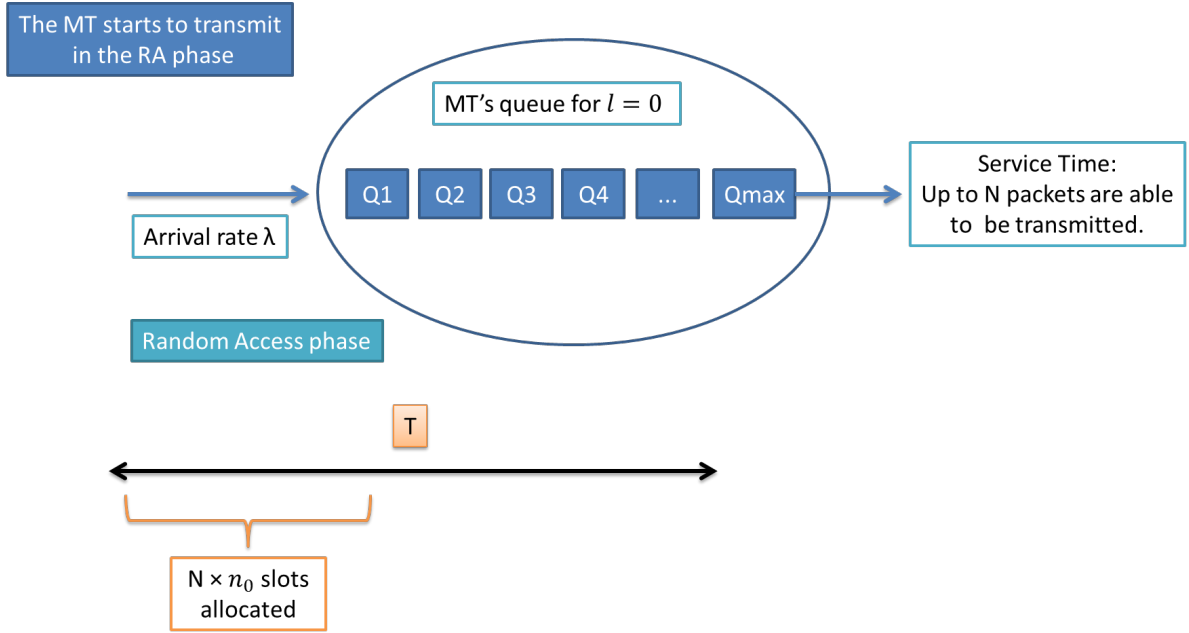 The MT starts to transmit
in the RA phase
MT's queue for l = 0
Q1 Q2 Q3 Q4 ... Qmax
Service Time:
Up to N packets are able
to be transmitted.
Arrival rate λ
Random Access phase
T
N × n₀ slots
allocated